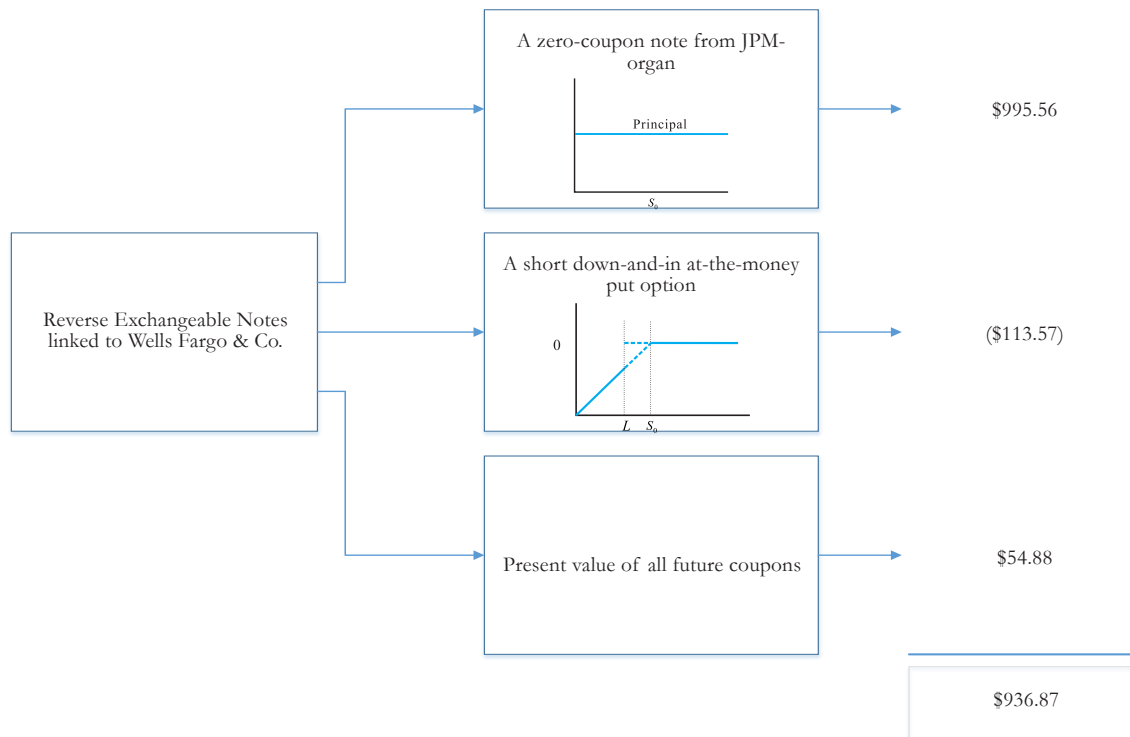 A zero-coupon note from JPM-
organ
Principal
S₀
$995.56
Reverse Exchangeable Notes
linked to Wells Fargo & Co.
A short down-and-in at-the-money
put option
0
L S₀
($113.57)
Present value of all future coupons
$54.88
$936.87